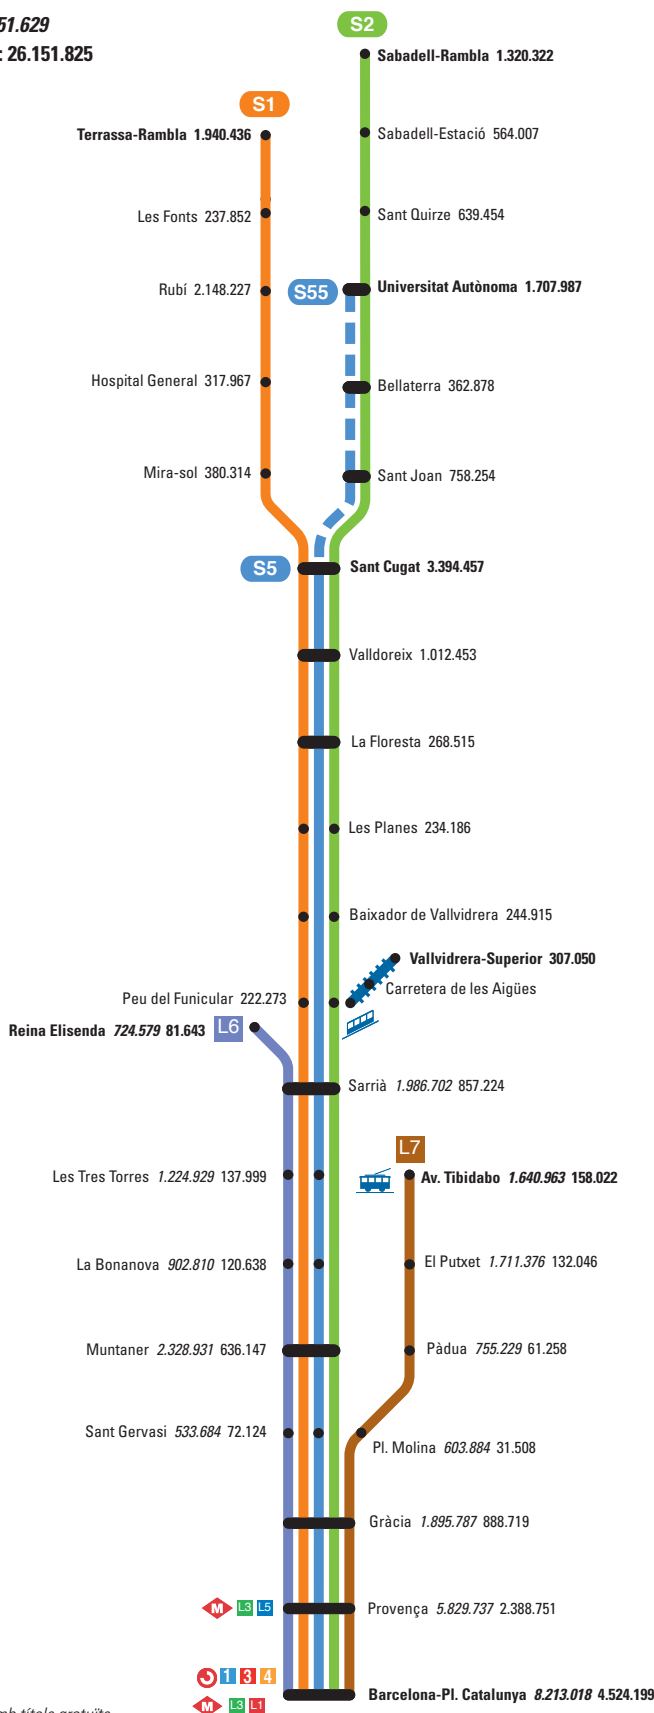 51.629
: 26.151.825
S2
Sabadell-Rambla 1.320.322
S1
Terrassa-Rambla 1.940.436
Sabadell-Estació 564.007
Les Fonts 237.852
Sant Quirze 639.454
Rubí 2.148.227
S55
Universitat Autònoma 1.707.987
Hospital General 317.967
Bellaterra 362.878
Mira-sol 380.314
Sant Joan 758.254
S5
Sant Cugat 3.394.457
Valldoreix 1.012.453
La Floresta 268.515
Les Planes 234.186
Baixador de Vallvidrera 244.915
Vallvidrera-Superior 307.050
Carretera de les Aigües
Peu del Funicular 222.273
Reina Elisenda 724.579 81.643 L6
Sarrià 1.986.702 857.224
L7
Les Tres Torres 1.224.929 137.999
Av. Tibidabo 1.640.963 158.022
La Bonanova 902.810 120.638
El Putxet 1.711.376 132.046
Muntaner 2.328.931 636.147
Pàdua 755.229 61.258
Sant Gervasi 533.684 72.124
Pl. Molina 603.884 31.508
Gràcia 1.895.787 888.719
M L3 L5
Provença 5.829.737 2.388.751
1 3 4
Barcelona-Pl. Catalunya 8.213.018 4.524.199
M L3 L1